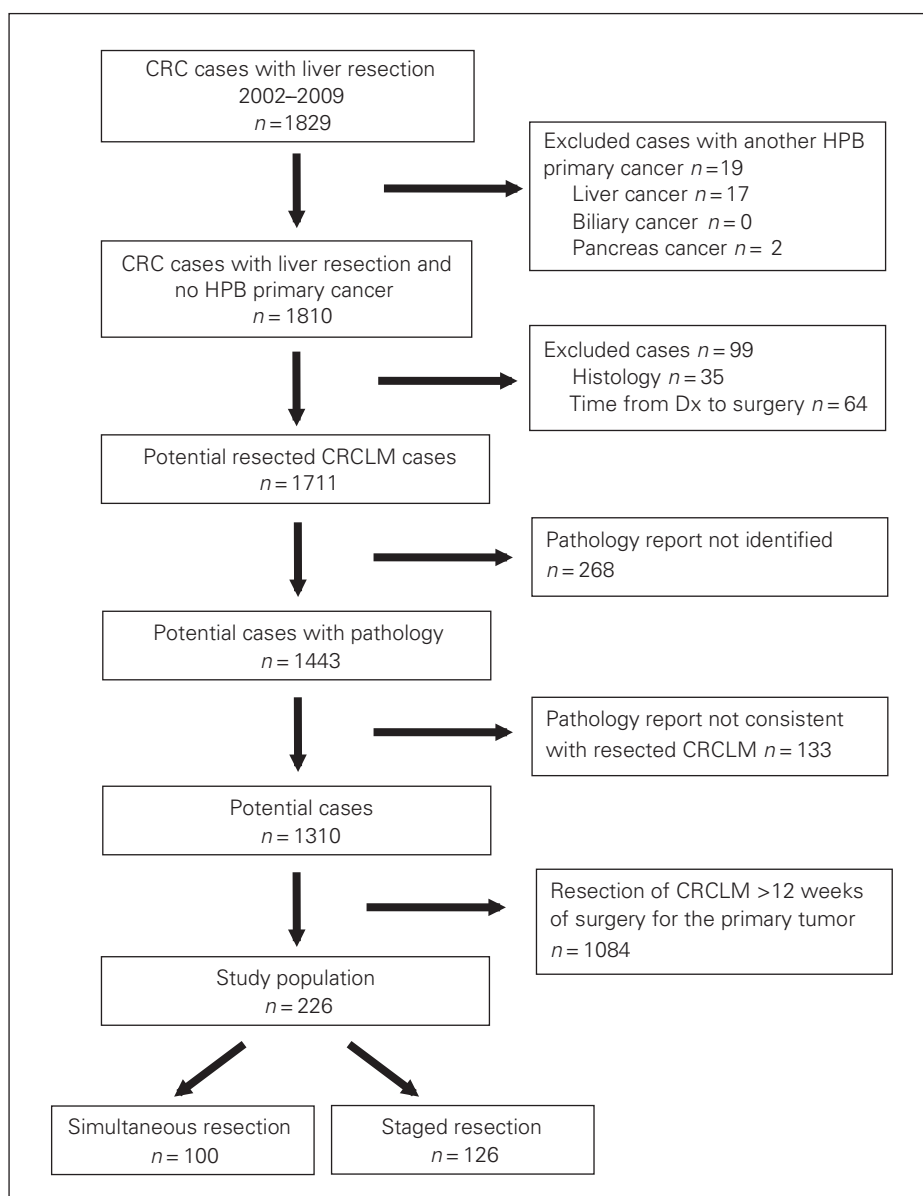 CRC cases with liver resection
2002–2009
n=1829
Excluded cases with another HPB
primary cancer n=19
Liver cancer n=17
Biliary cancer n=0
Pancreas cancer n= 2
CRC cases with liver resection and
no HPB primary cancer
n=1810
Excluded cases n=99
Histology n=35
Time from Dx to surgery n=64
Potential resected CRCLM cases
n=1711
Pathology report not identified
n=268
Potential cases with pathology
n=1443
Pathology report not consistent
with resected CRCLM n=133
Potential cases
n=1310
Resection of CRCLM >12 weeks
of surgery for the primary tumor
n=1084
Study population
n=226
Simultaneous resection
n=100
Staged resection
n=126